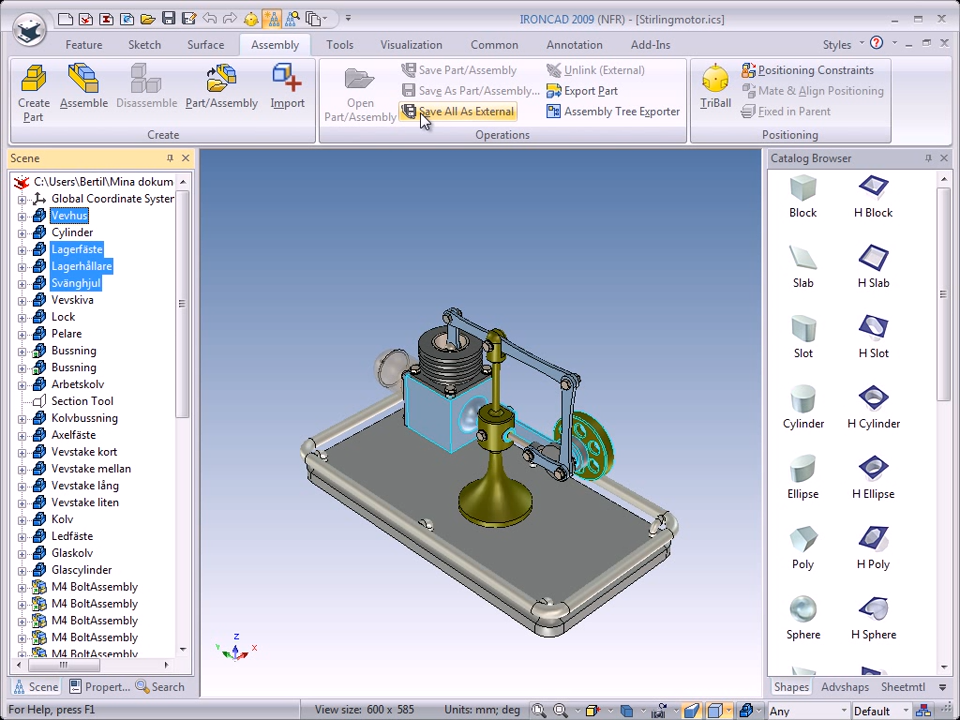 IRONCAD 2009 (NFR) - [Stirlingmotor.ics]
Feature Sketch Surface Assembly Tools Visualization Common Annotation Add-Ins Styles
Create Part
Assemble
Disassemble
Part/Assembly
Import
Create
Open Part/Assembly
Save Part/Assembly
Save As Part/Assembly...
Save All As External
Unlink (External)
Export Part
Assembly Tree Exporter
Operations
TriBall
Positioning Constraints
Mate & Align Positioning
Fixed in Parent
Positioning
Scene
C:\Users\Bertil\Mina dokum
Global Coordinate System
Vevhus
Cylinder
Lagerfäste
Lagerhållare
Svänghjul
Vevskiva
Lock
Pelare
Bussning
Bussning
Arbetskolv
Section Tool
Kolvbussning
Axelfäste
Vevstake kort
Vevstake mellan
Vevstake lång
Vevstake liten
Kolv
Ledfäste
Glaskolv
Glascylinder
M4 BoltAssembly
M4 BoltAssembly
M4 BoltAssembly
M4 BoltAssembly
M4 BoltAssembly
Scene Propert... Search
Z
Y
X
Catalog Browser
Block H Block
Slab H Slab
Slot H Slot
Cylinder H Cylinder
Ellipse H Ellipse
Poly H Poly
Sphere H Sphere
Shapes Advshaps Sheetmtl
For Help, press F1 View size: 600 x 585 Units: mm; deg Any Default